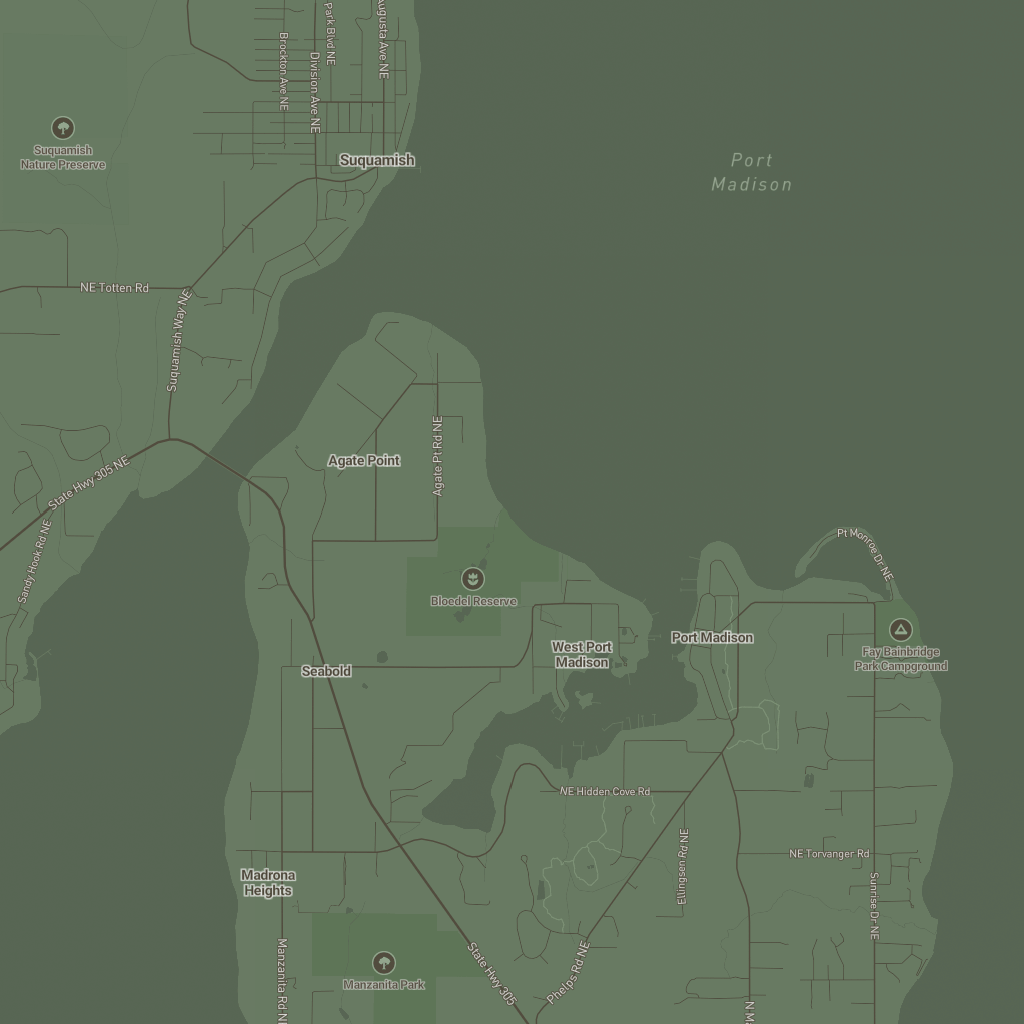 Park Blvd NE
Augusta Ave NE
Brockton Ave NE
Division Ave NE
Suquamish
Nature Preserve
Suquamish
Port
Madison
NE Totten Rd
Suquamish Way NE
Agate Point
Agate Pt Rd NE
State Hwy 305 NE
Sandy Hook Rd NE
Pt Monroe Dr NE
Bloedel Reserve
West Port
Madison
Port Madison
Fay Bainbridge
Park Campground
Seabold
NE Hidden Cove Rd
Ellingsen Rd NE
NE Torvanger Rd
Sunrise Dr NE
Madrona
Heights
Manzanita Rd NE
Manzanita Park
State Hwy 305
Phelps Rd NE